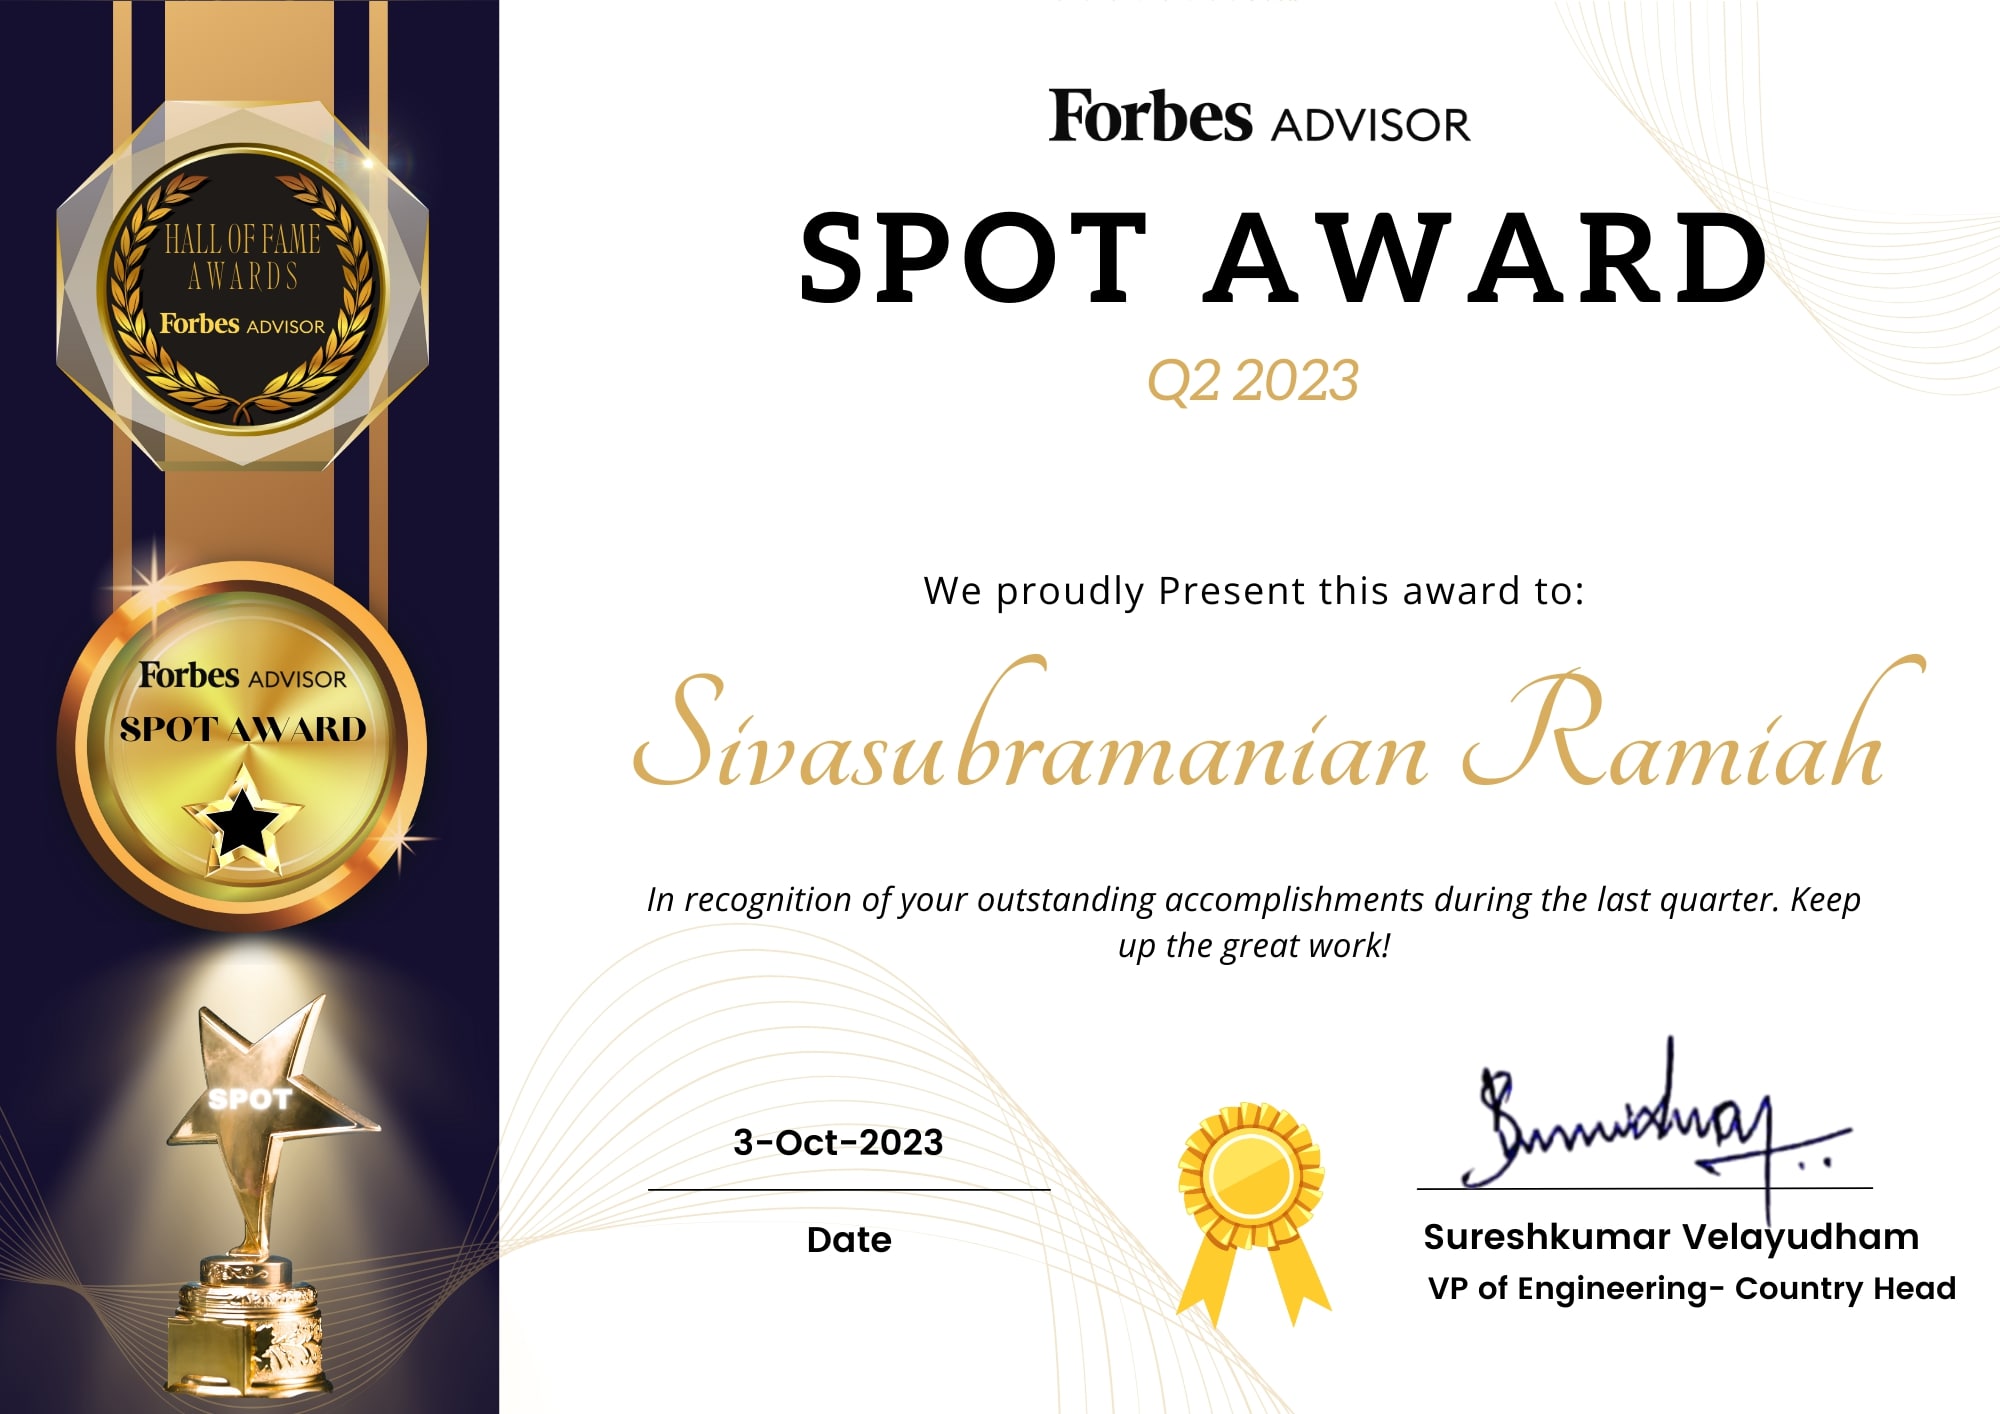 HALL OF FAME
AWARDS
Forbes ADVISOR
Forbes ADVISOR
SPOT AWARD
SPOT
Forbes ADVISOR
SPOT AWARD
Q2 2023
We proudly Present this award to:
Sivasubramanian Ramiah
In recognition of your outstanding accomplishments during the last quarter. Keep
up the great work!
3-Oct-2023
Date
Sureshkumar Velayudham
VP of Engineering- Country Head